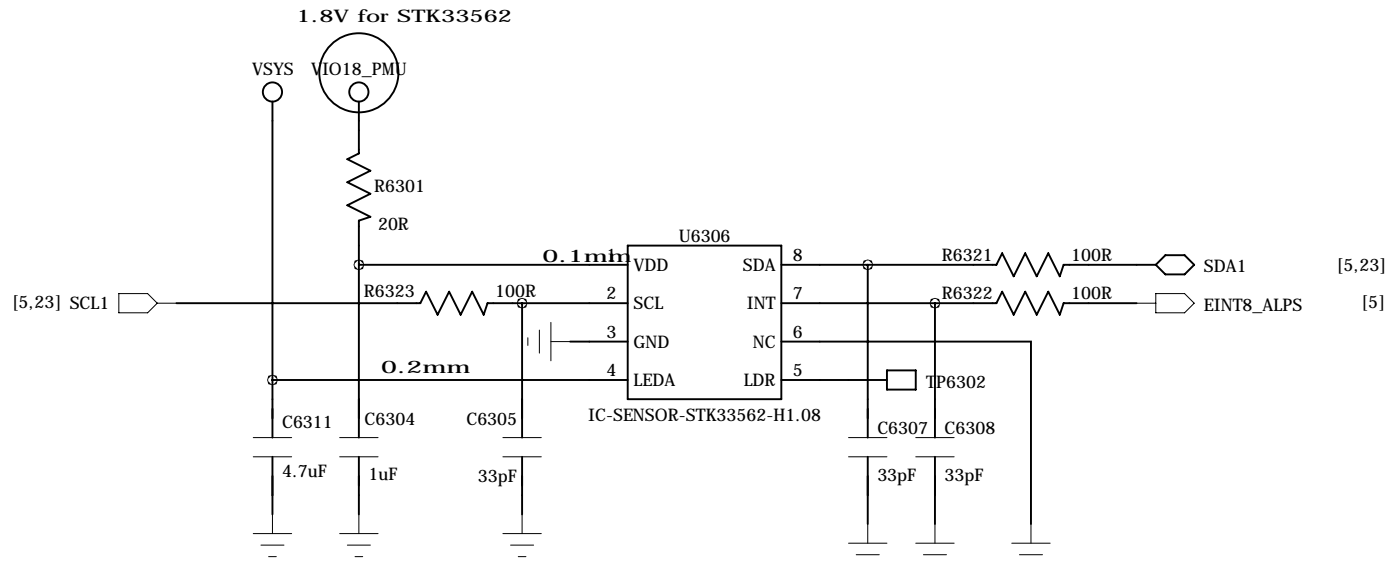 1.8V for STK33562
VSYS VIO18_PMU
R6301
20R
U6306
0.1mm VDD SDA 8 R6321 100R SDA1 [5,23]
[5,23] SCL1 R6323 100R 2 SCL INT 7 R6322 100R EINT8_ALPS [5]
3 GND NC 6
0.2mm 4 LEDA LDR 5 TP6302
IC-SENSOR-STK33562-H1.08
C6311 C6304 C6305 C6307 C6308
4.7uF 1uF 33pF 33pF 33pF